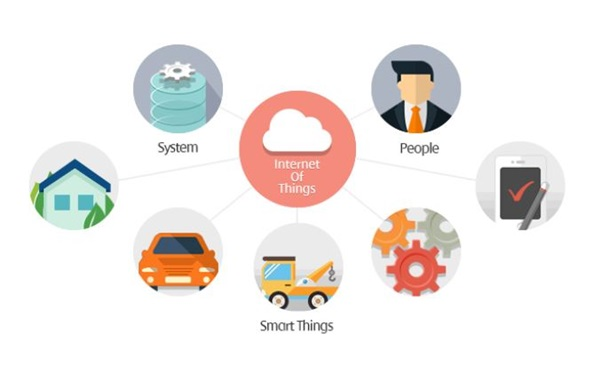 System
People
Internet
Of
Things
Smart Things